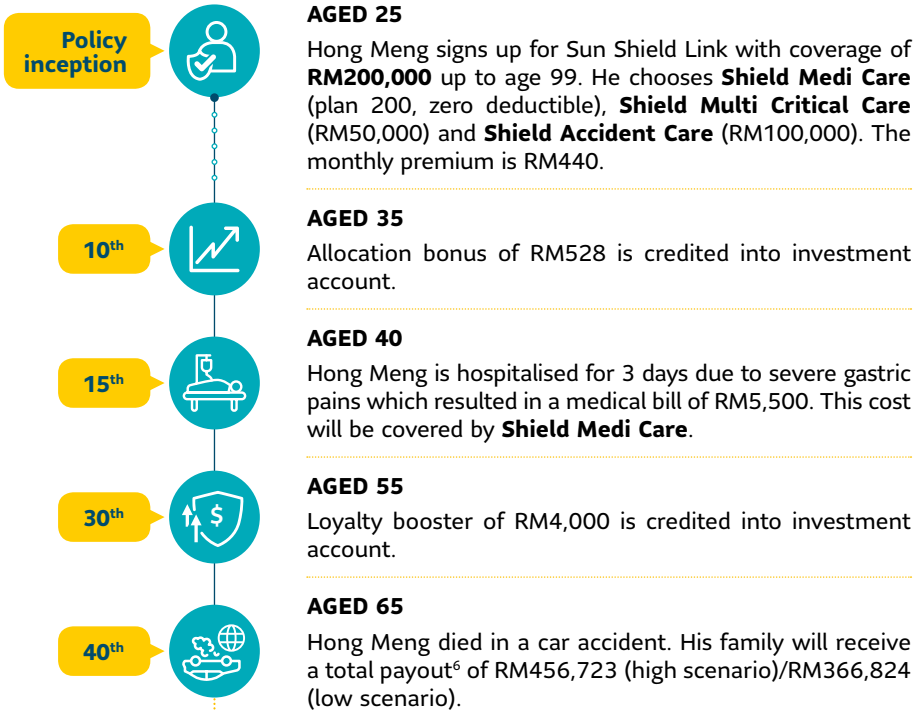 Policy
inception
AGED 25
Hong Meng signs up for Sun Shield Link with coverage of
RM200,000 up to age 99. He chooses Shield Medi Care
(plan 200, zero deductible), Shield Multi Critical Care
(RM50,000) and Shield Accident Care (RM100,000). The
monthly premium is RM440.
10th
AGED 35
Allocation bonus of RM528 is credited into investment
account.
15th
AGED 40
Hong Meng is hospitalised for 3 days due to severe gastric
pains which resulted in a medical bill of RM5,500. This cost
will be covered by Shield Medi Care.
30th
$
AGED 55
Loyalty booster of RM4,000 is credited into investment
account.
40th
AGED 65
Hong Meng died in a car accident. His family will receive
a total payout⁶ of RM456,723 (high scenario)/RM366,824
(low scenario).